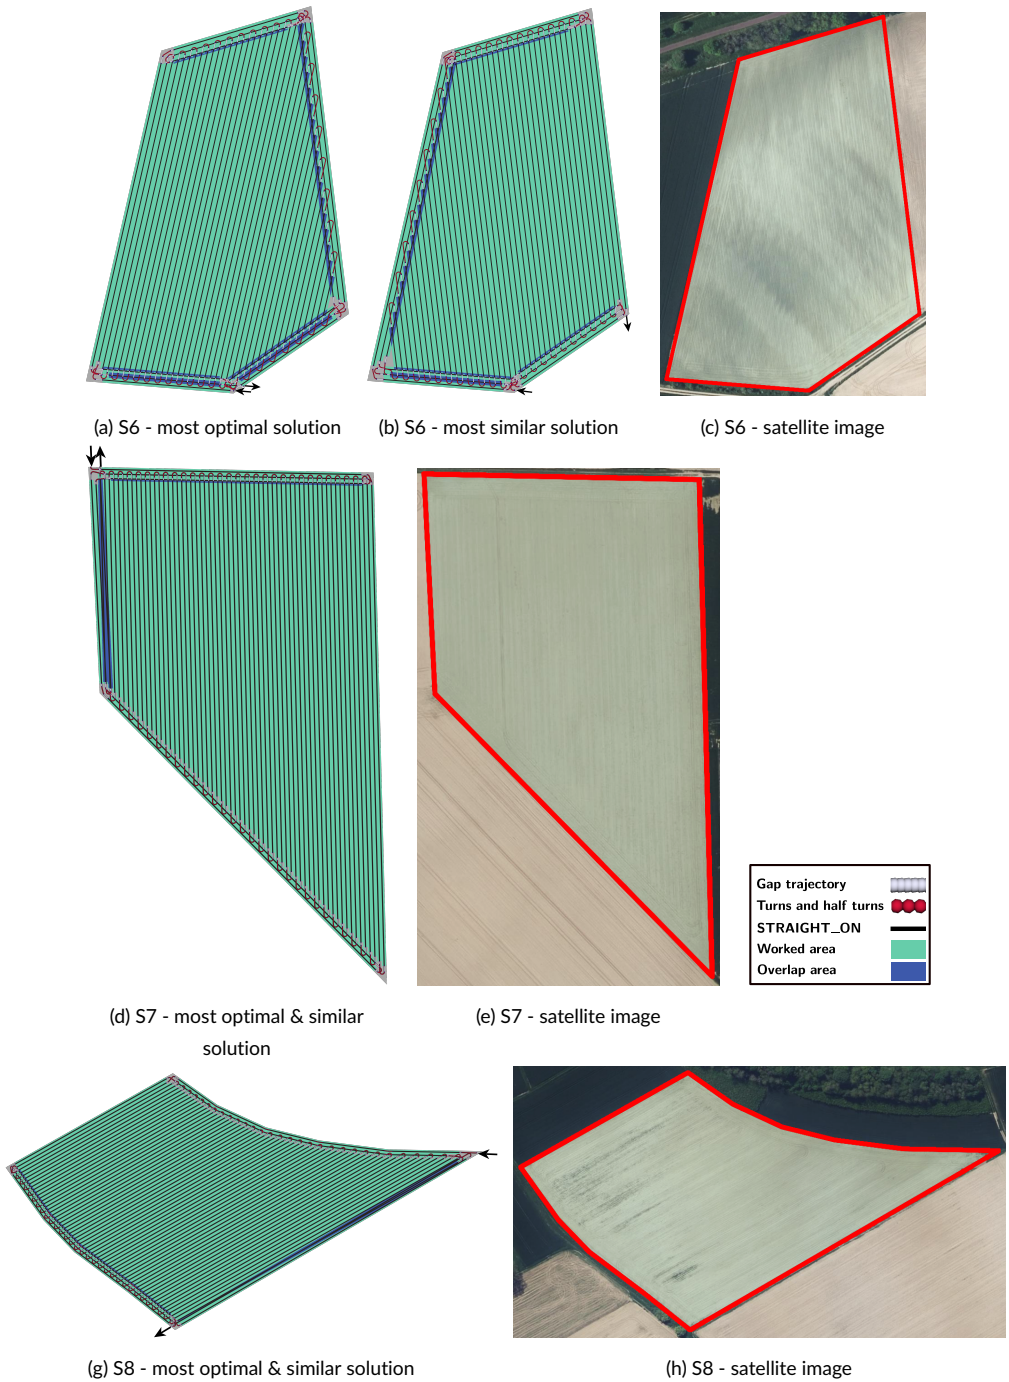 (a) S6 - most optimal solution
(b) S6 - most similar solution
(c) S6 - satellite image
Gap trajectory
Turns and half turns
STRAIGHT_ON
Worked area
Overlap area
(d) S7 - most optimal & similar
solution
(e) S7 - satellite image
(g) S8 - most optimal & similar solution
(h) S8 - satellite image